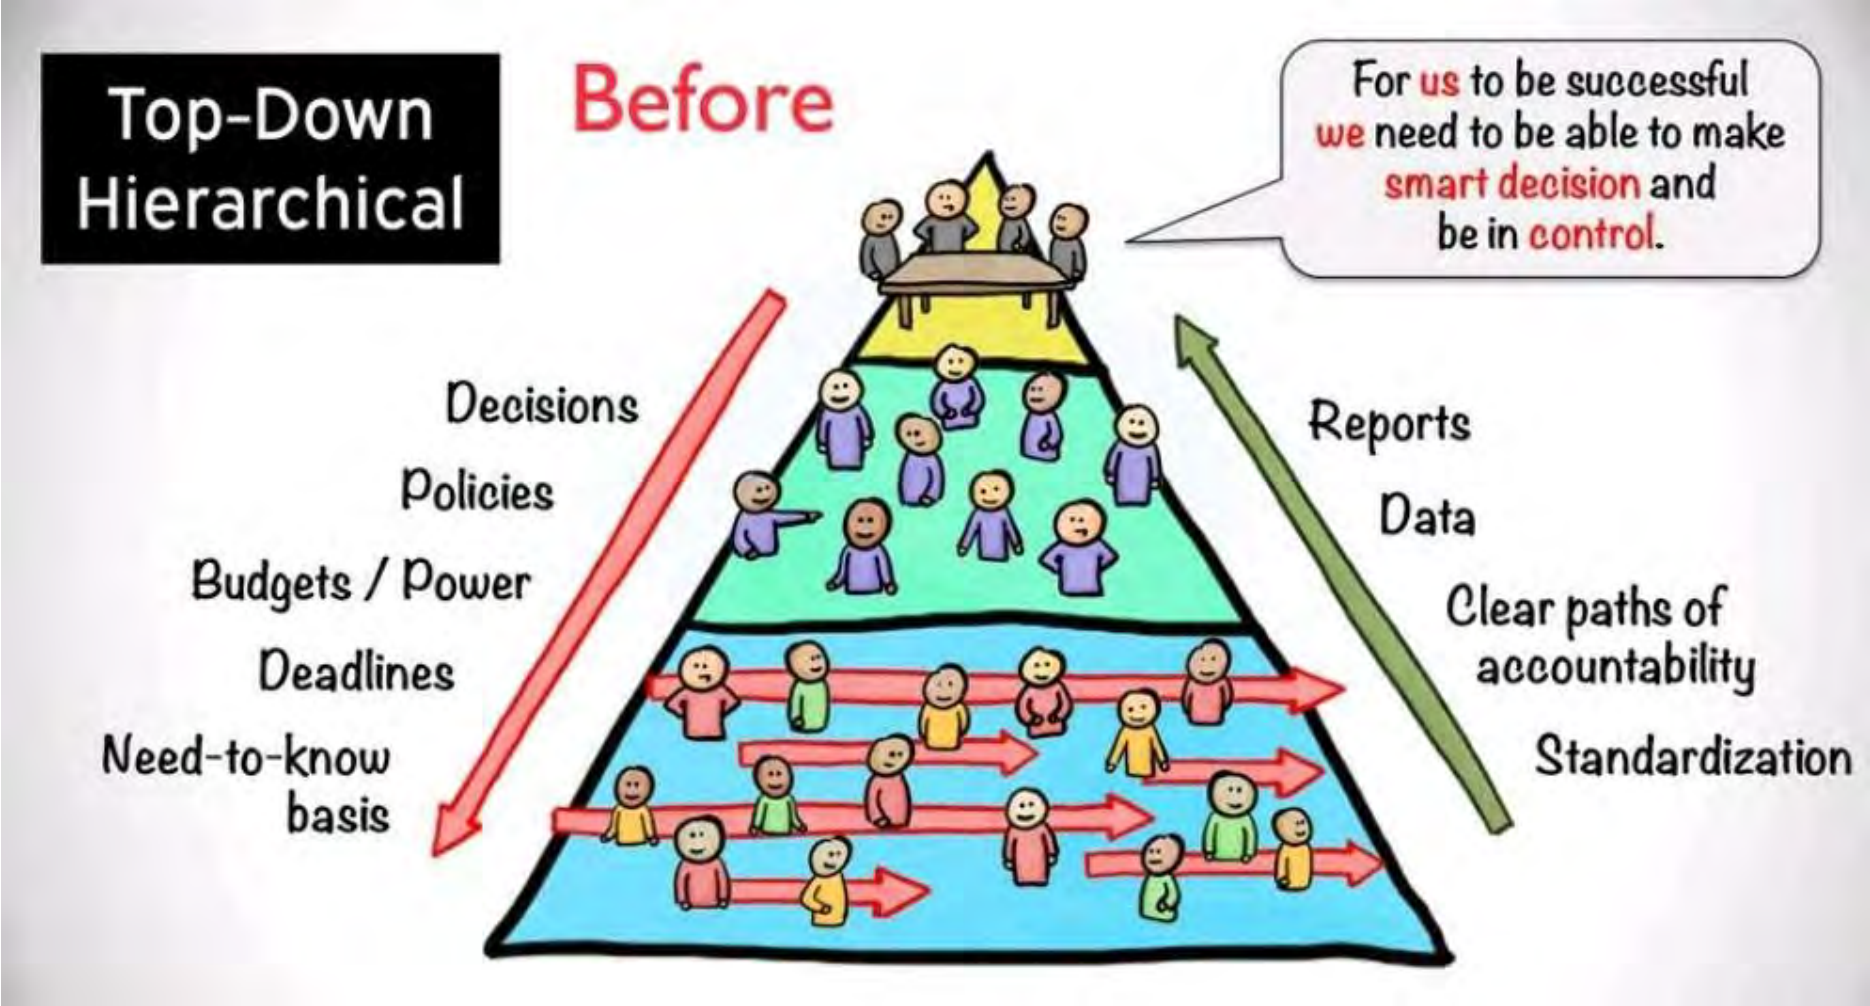 Top-Down
Hierarchical
Before
For us to be successful
we need to be able to make
smart decision and
be in control.
Decisions
Policies
Budgets / Power
Deadlines
Need-to-know
basis
Reports
Data
Clear paths of
accountability
Standardization